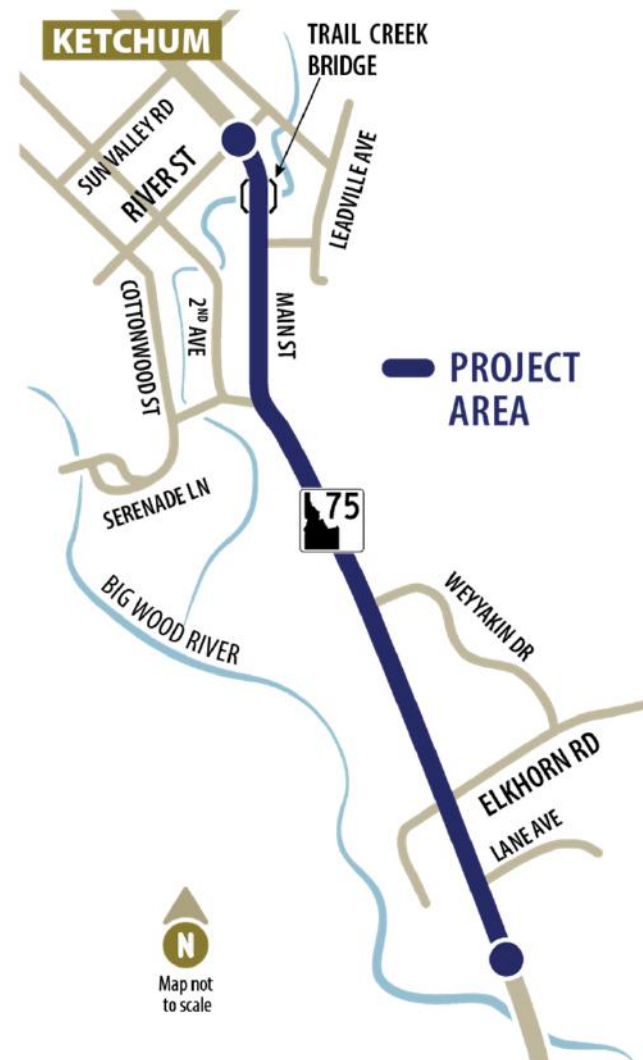 KETCHUM
TRAIL CREEK
BRIDGE
SUN VALLEY RD
RIVER ST
LEADVILLE AVE
COTTONWOOD ST
2ND AVE
MAIN ST
PROJECT
AREA
SERENADE LN
75
BIG WOOD RIVER
WEYYAKIN DR
ELKHORN RD
LANE AVE
N
Map not
to scale